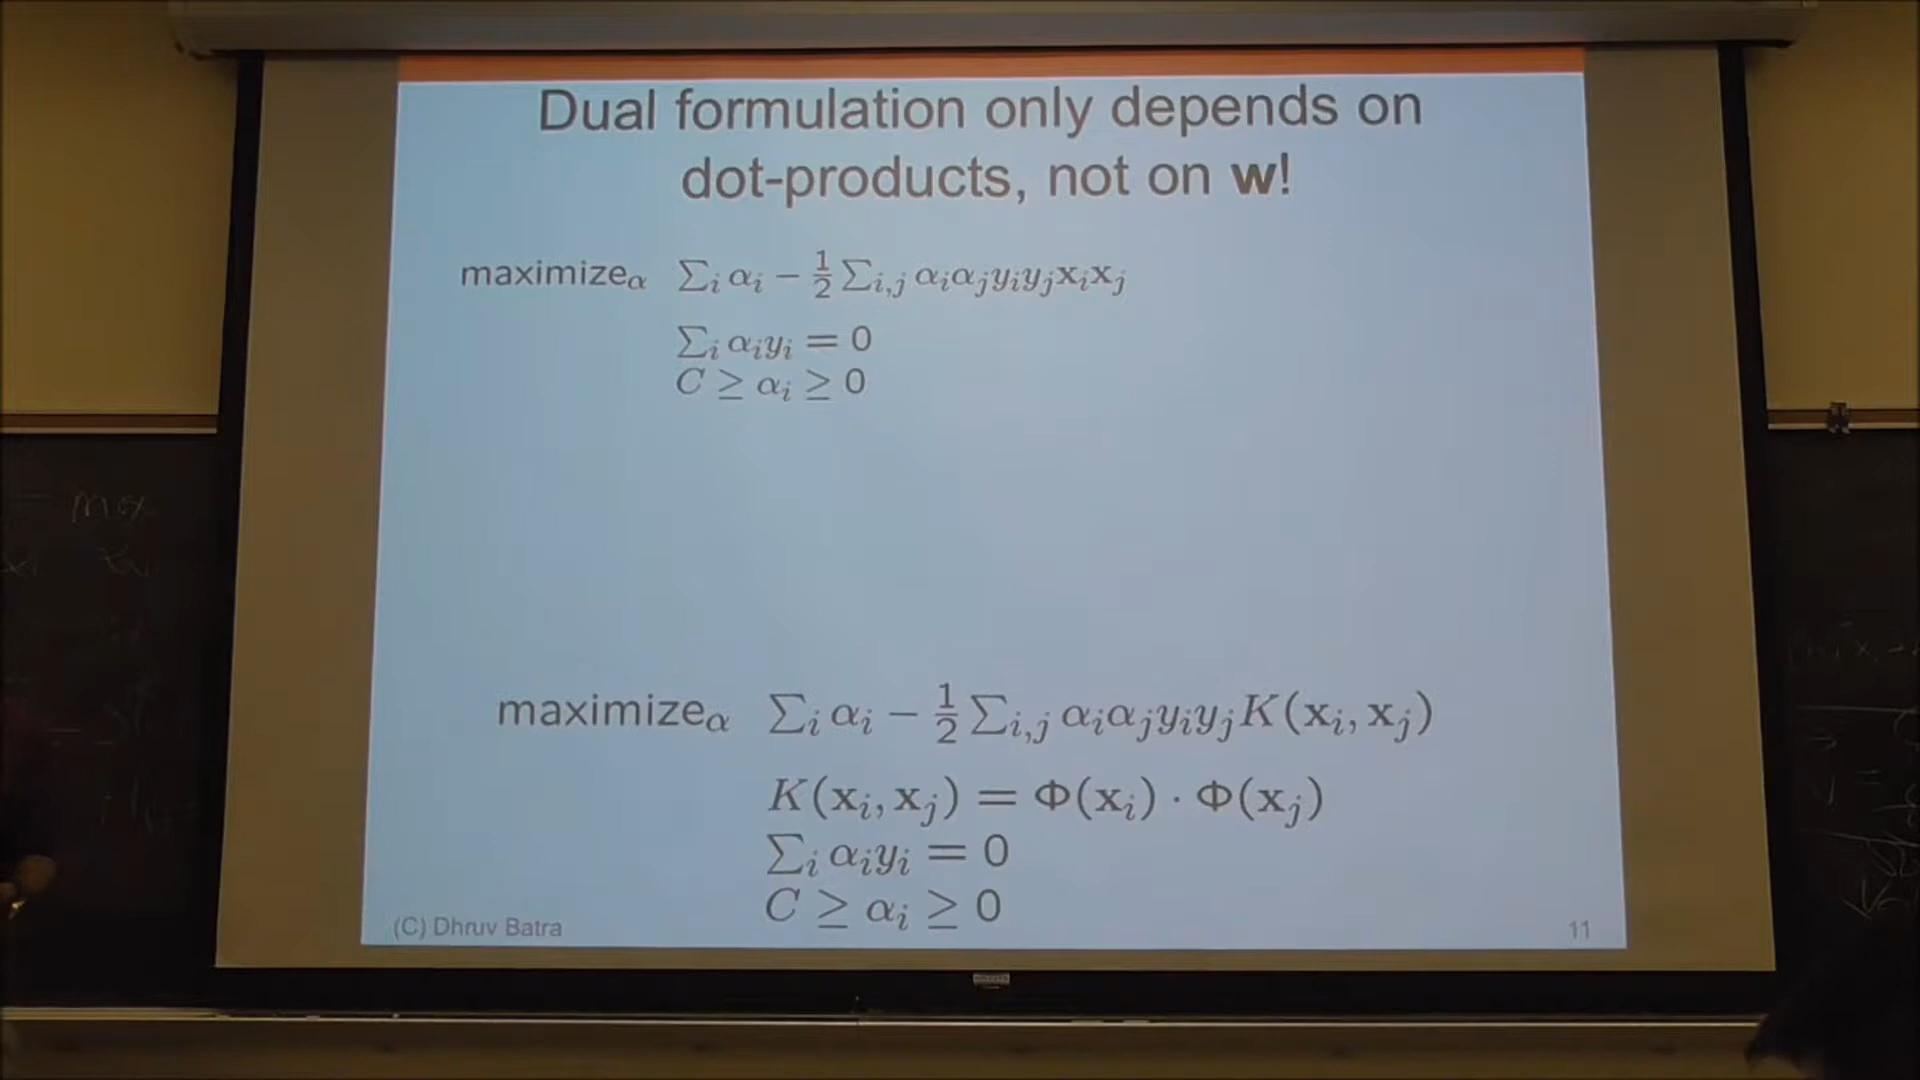 Dual formulation only depends on
dot-products, not on w!
maximize_α ∑_i α_i − 1/2 ∑_{i,j} α_i α_j y_i y_j x_i x_j
∑_i α_i y_i = 0
C ≥ α_i ≥ 0
max
maximize_α ∑_i α_i − 1/2 ∑_{i,j} α_i α_j y_i y_j K(x_i, x_j)
K(x_i, x_j) = Φ(x_i) · Φ(x_j)
∑_i α_i y_i = 0
C ≥ α_i ≥ 0
(C) Dhruv Batra
11